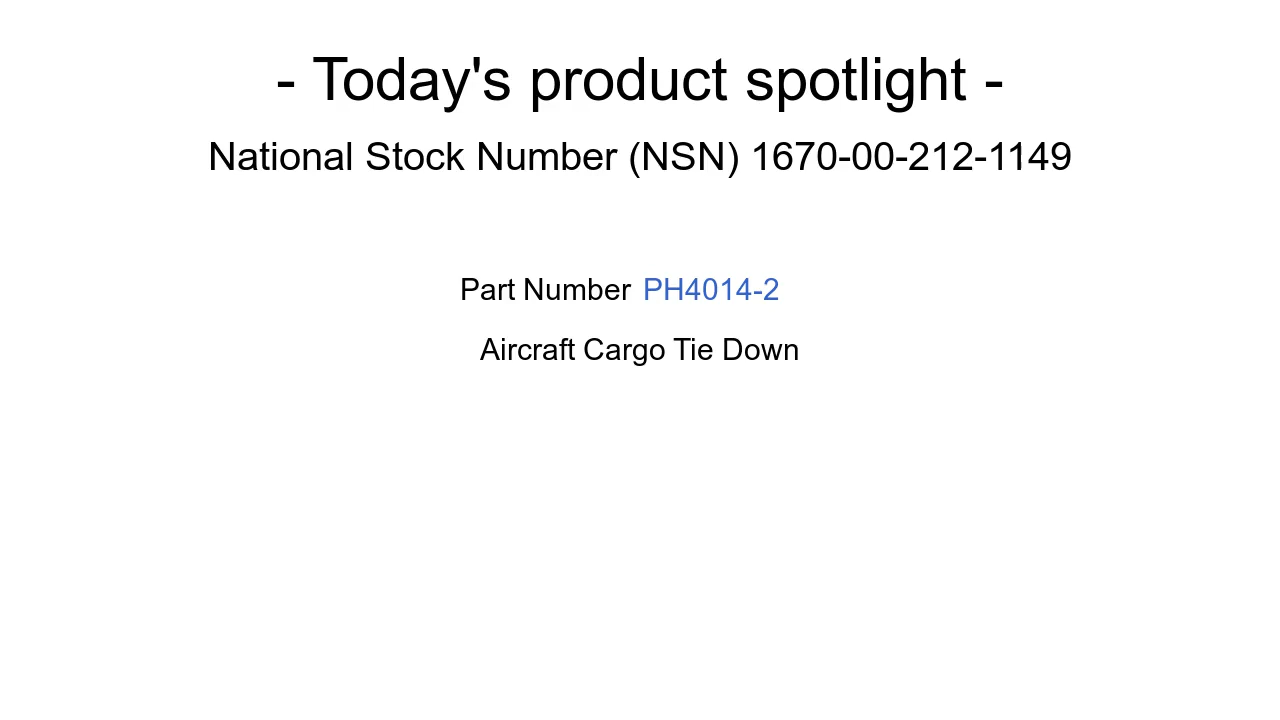 - Today's product spotlight -
National Stock Number (NSN) 1670-00-212-1149
Part Number PH4014-2
Aircraft Cargo Tie Down